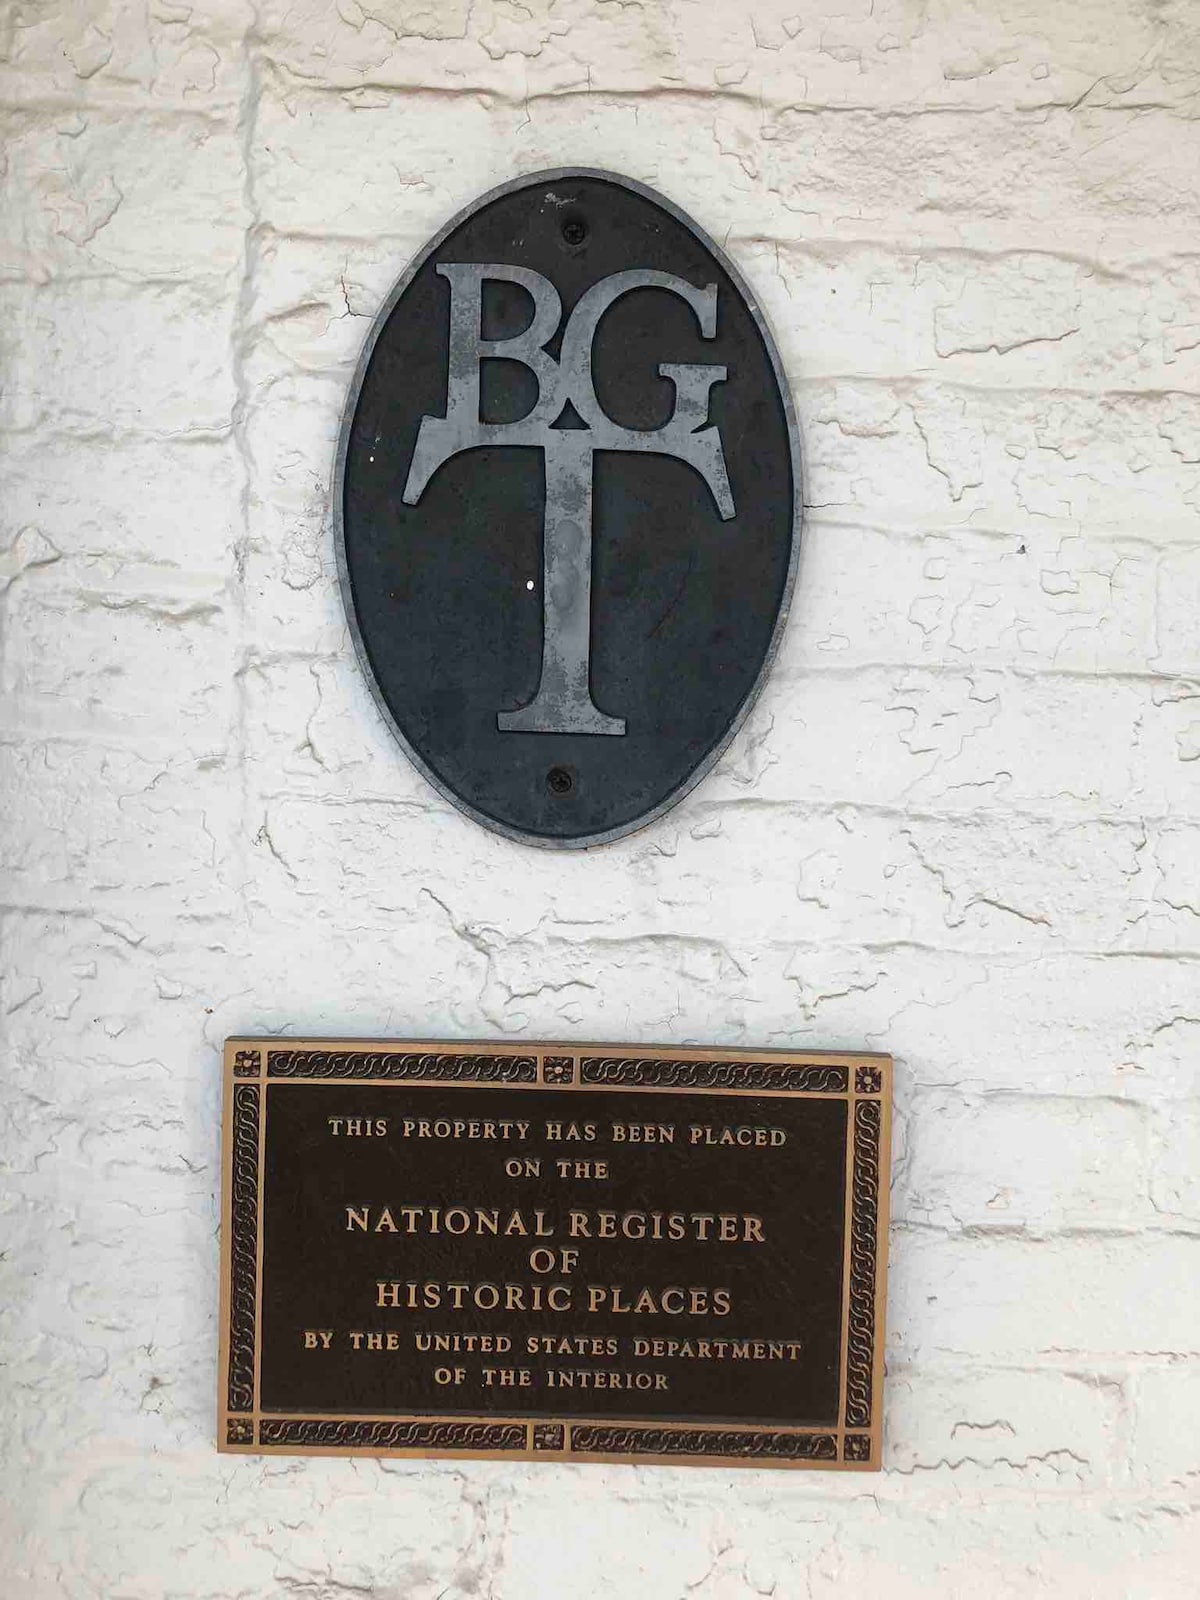 BG
T
THIS PROPERTY HAS BEEN PLACED
ON THE
NATIONAL REGISTER
OF
HISTORIC PLACES
BY THE UNITED STATES DEPARTMENT
OF THE INTERIOR